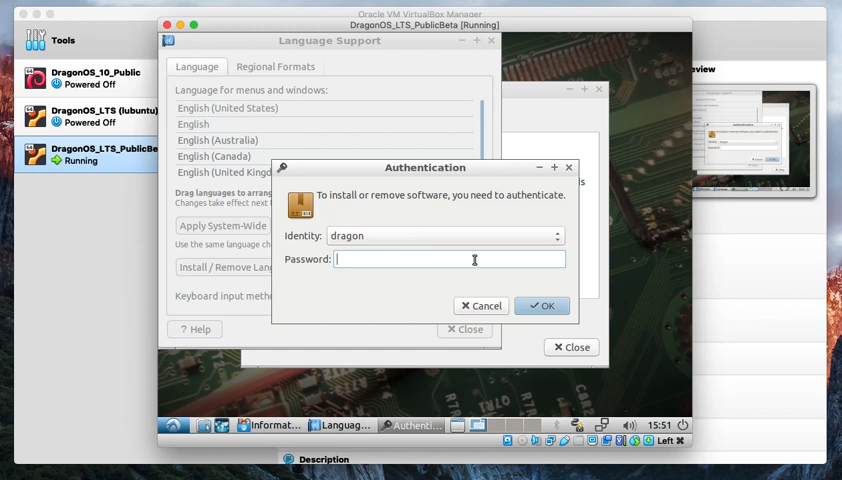 Oracle VM VirtualBox Manager
DragonOS_LTS_PublicBeta [Running]
Tools
DragonOS_10_Public
Powered Off
DragonOS_LTS (lubuntu)
Powered Off
DragonOS_LTS_PublicBe
Running
Language Support
Language
Regional Formats
Language for menus and windows:
English (United States)
English
English (Australia)
English (Canada)
English (United Kingd
Drag languages to arrang
Changes take effect next
Apply System-Wide
Use the same language ch
Install / Remove Lang
Keyboard input metho
? Help
Close
Authentication
To install or remove software, you need to authenticate.
Identity: dragon
Password:
Cancel
OK
is
Close
eview
Informat...
Languag...
Authenti...
15:51
Left ⌘
Description